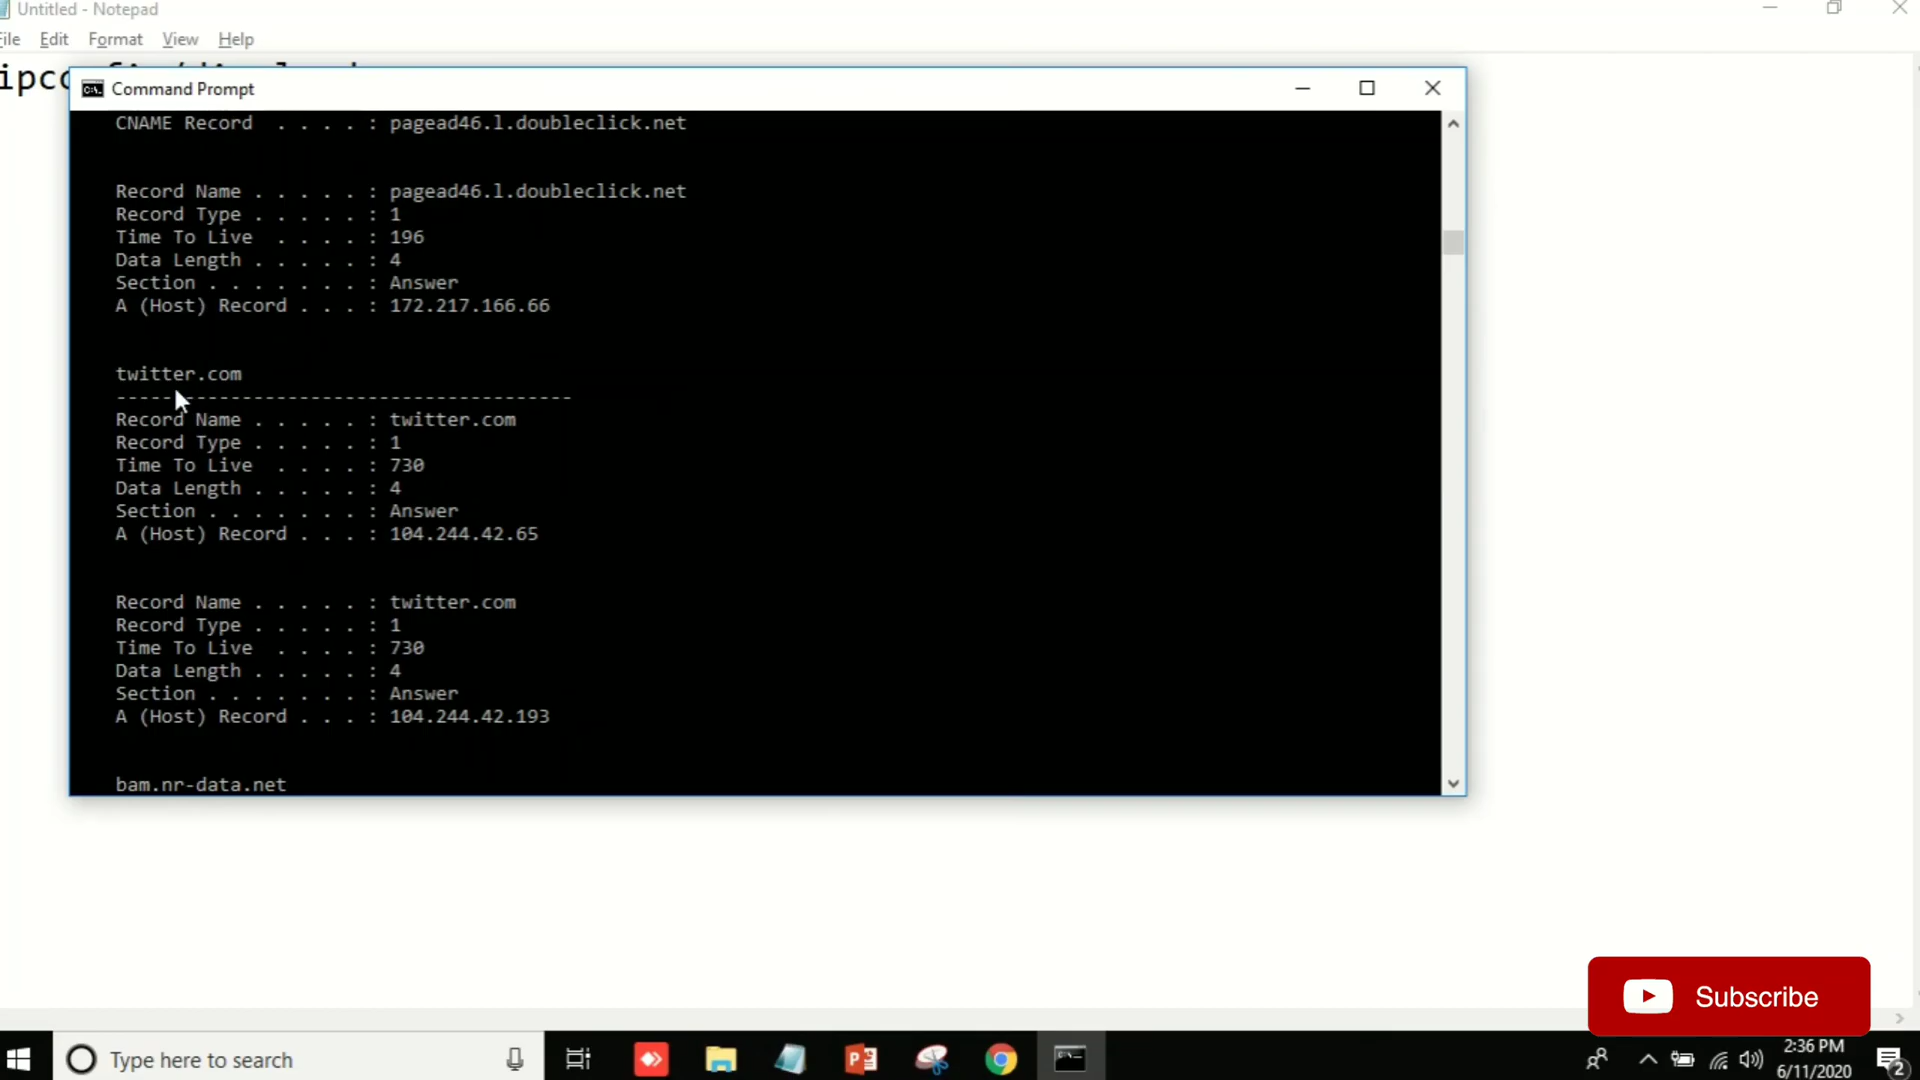 Untitled - Notepad
File Edit Format View Help
Command Prompt
CNAME Record . . . . : pagead46.l.doubleclick.net
Record Name . . . . . : pagead46.l.doubleclick.net
Record Type . . . . . : 1
Time To Live . . . . : 196
Data Length . . . . . : 4
Section . . . . . . . : Answer
A (Host) Record . . . : 172.217.166.66
twitter.com
----------------------------------------
Record Name . . . . . : twitter.com
Record Type . . . . . : 1
Time To Live . . . . : 730
Data Length . . . . . : 4
Section . . . . . . . : Answer
A (Host) Record . . . : 104.244.42.65
Record Name . . . . . : twitter.com
Record Type . . . . . : 1
Time To Live . . . . : 730
Data Length . . . . . : 4
Section . . . . . . . : Answer
A (Host) Record . . . : 104.244.42.193
bam.nr-data.net
Subscribe
Type here to search
2:36 PM
6/11/2020
2